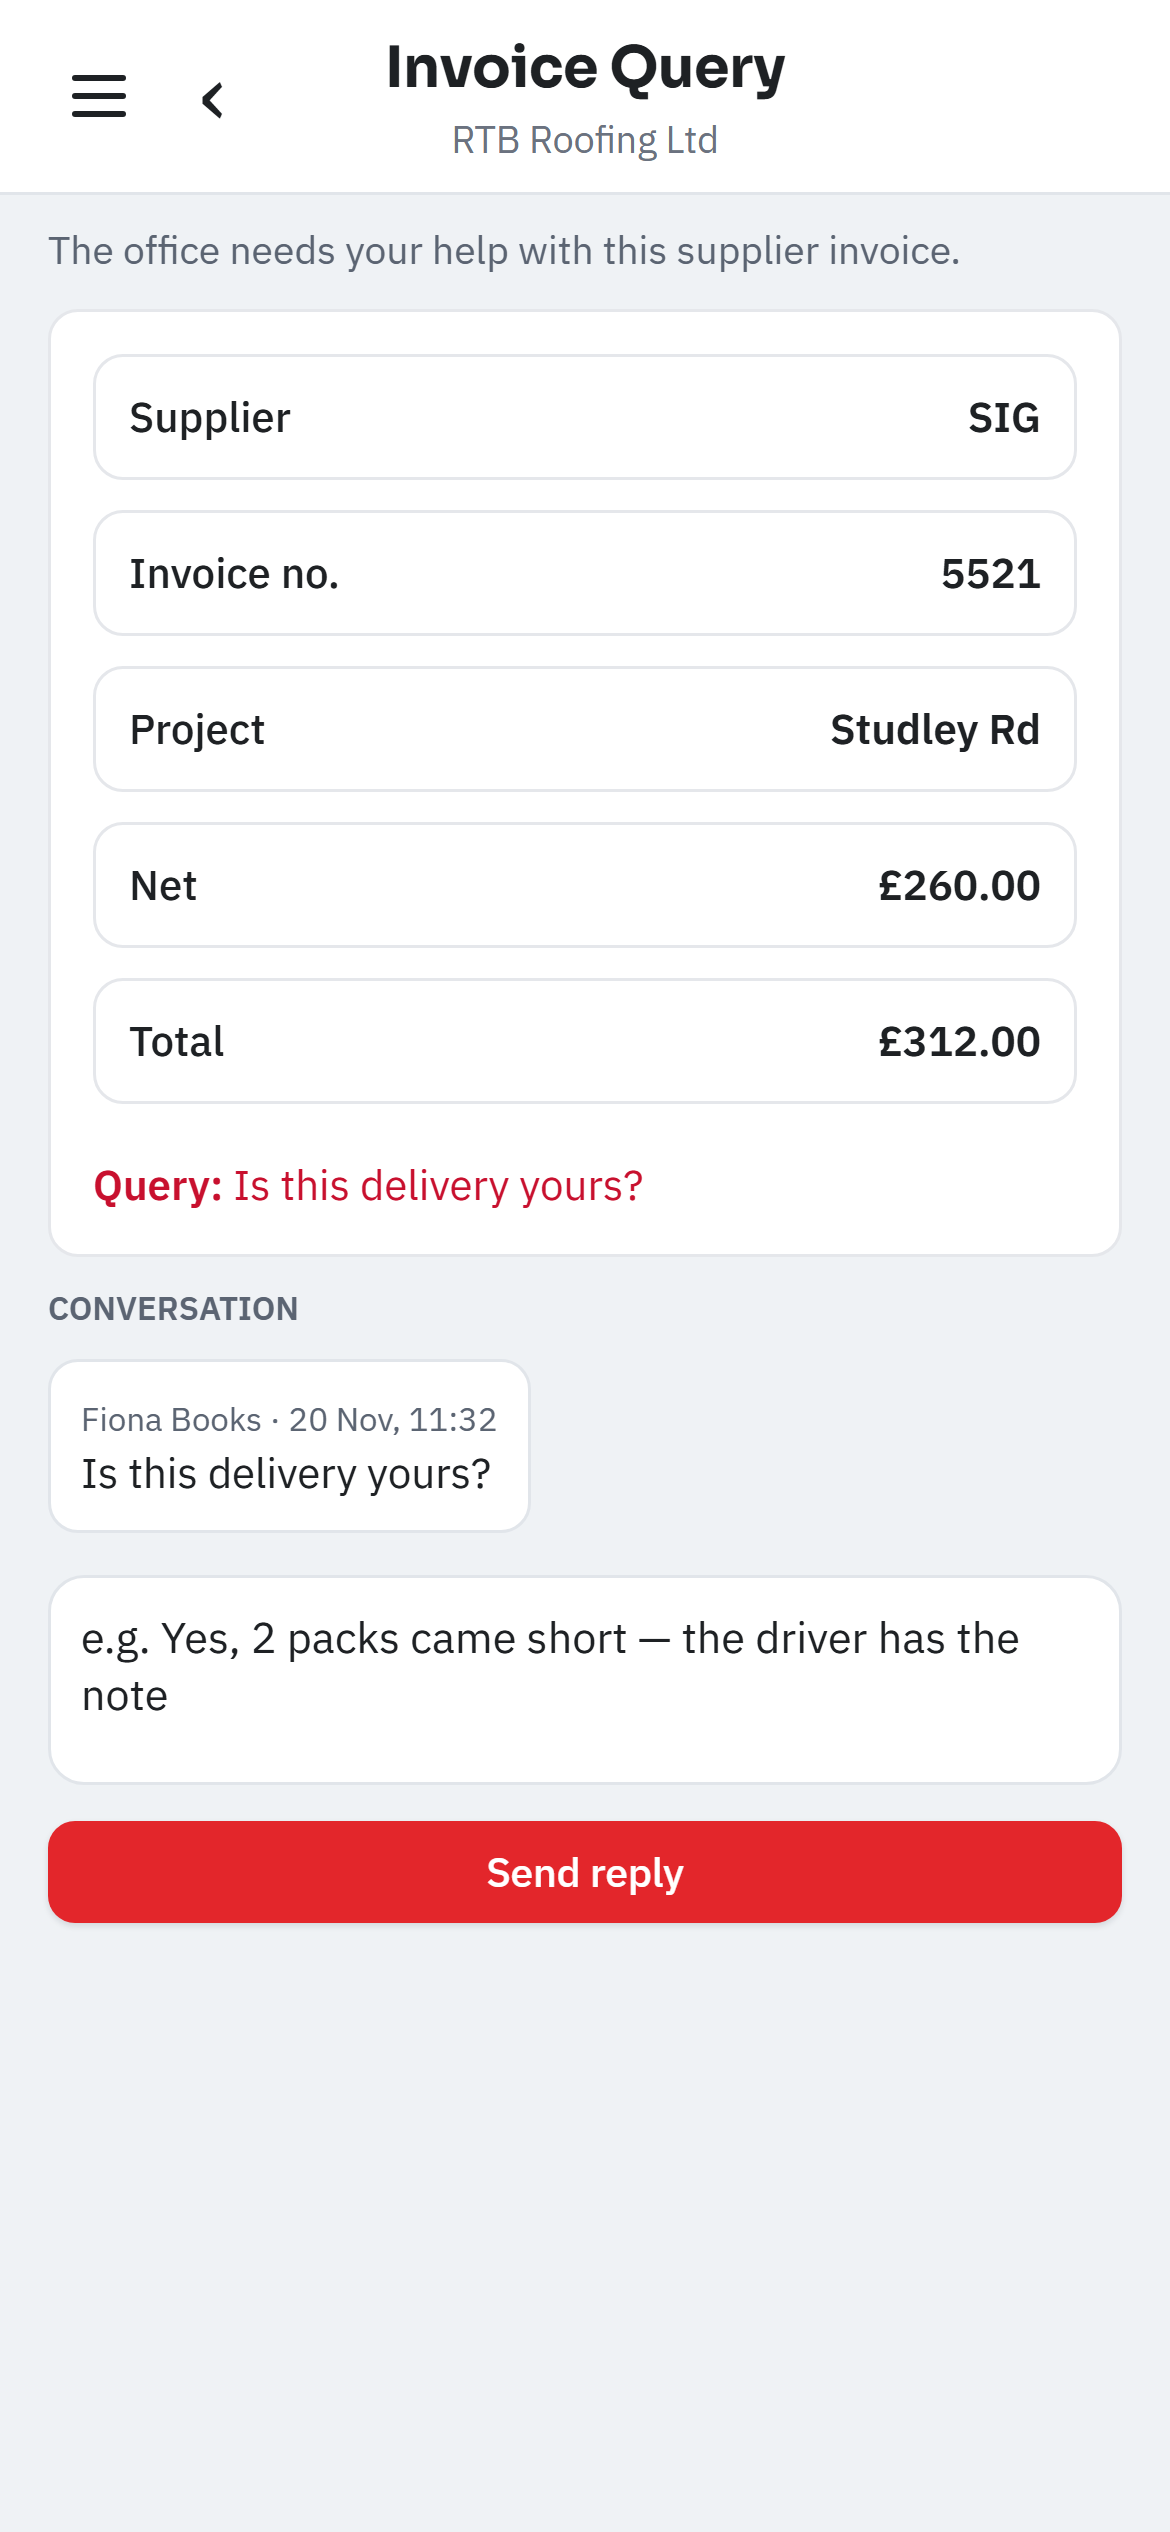 Invoice Query
RTB Roofing Ltd
The office needs your help with this supplier invoice.
Supplier SIG
Invoice no. 5521
Project Studley Rd
Net £260.00
Total £312.00
Query: Is this delivery yours?
CONVERSATION
Fiona Books · 20 Nov, 11:32
Is this delivery yours?
e.g. Yes, 2 packs came short — the driver has the
note
Send reply